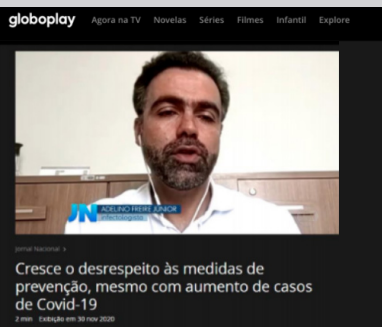 globoplay Agora na TV Novelas Séries Filmes Infantil Explore
JN ADELINO FREIRE JÚNIOR
infectologista
Jornal Nacional >
Cresce o desrespeito às medidas de
prevenção, mesmo com aumento de casos
de Covid-19
2 min Exibição em 30 nov 2020